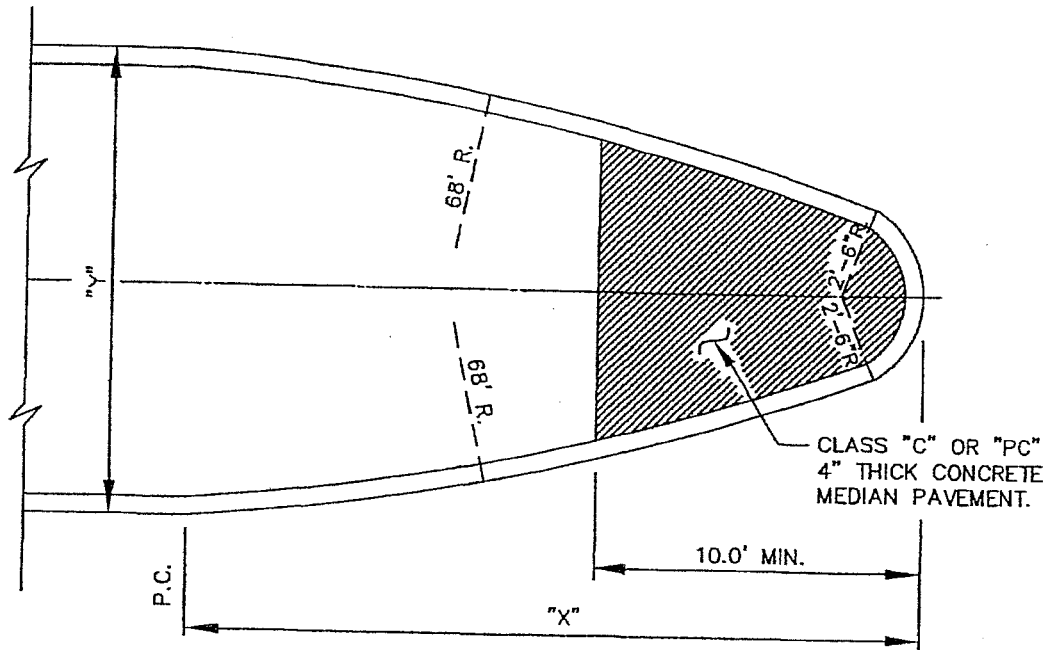 68' R.
2'-6"R.
"Y"
2'-6"R
68' R.
CLASS "C" OR "PC"
4" THICK CONCRETE
MEDIAN PAVEMENT.
10.0' MIN.
P.C.
"X"